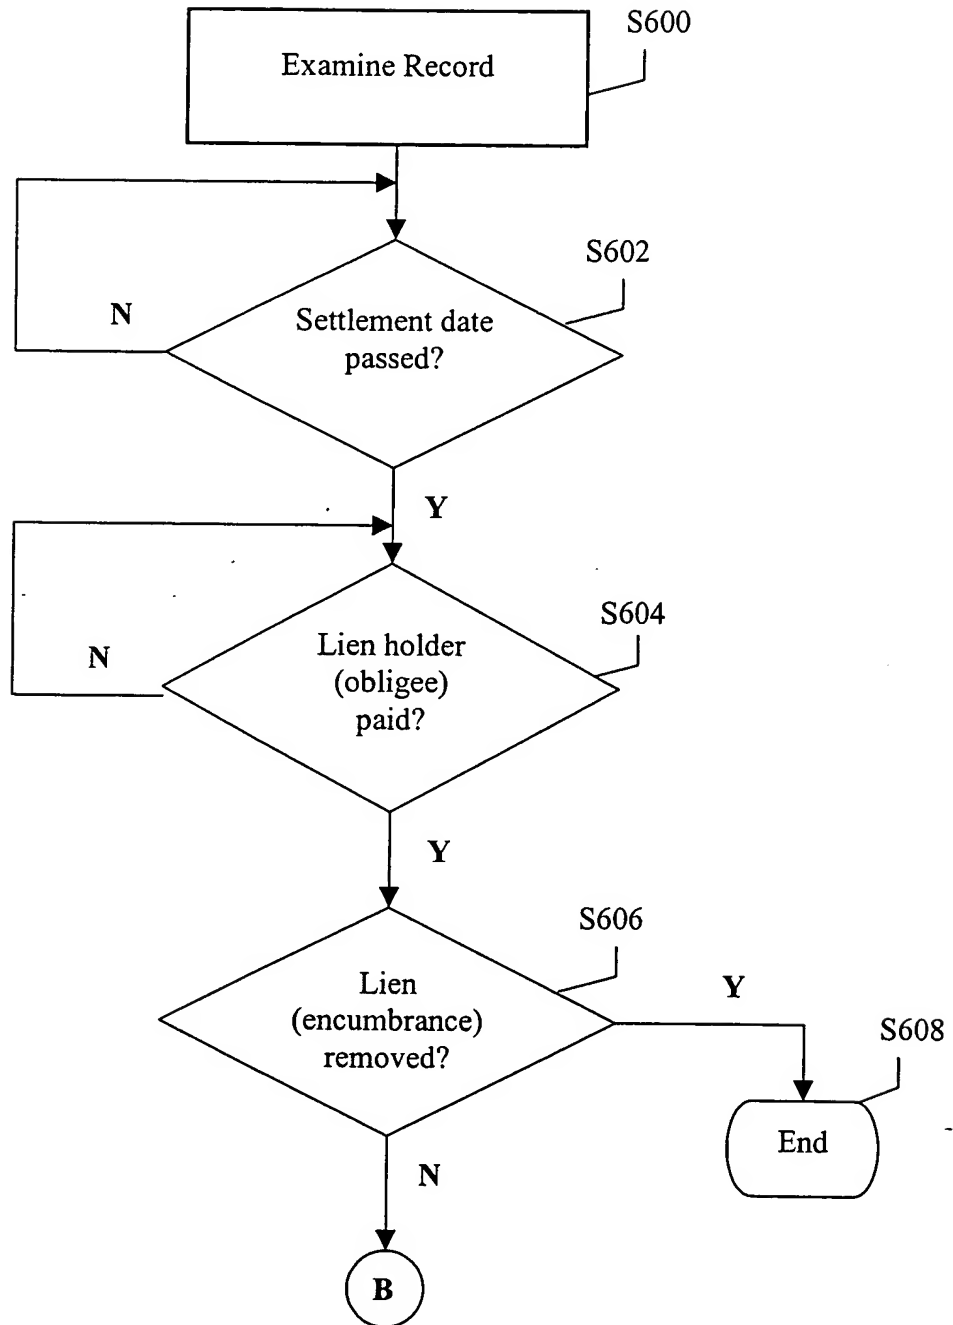 S600
Examine Record
S602
Settlement date
passed?
N
Y
S604
Lien holder
(obligee)
paid?
N
Y
S606
Lien
(encumbrance)
removed?
Y
S608
End
N
B